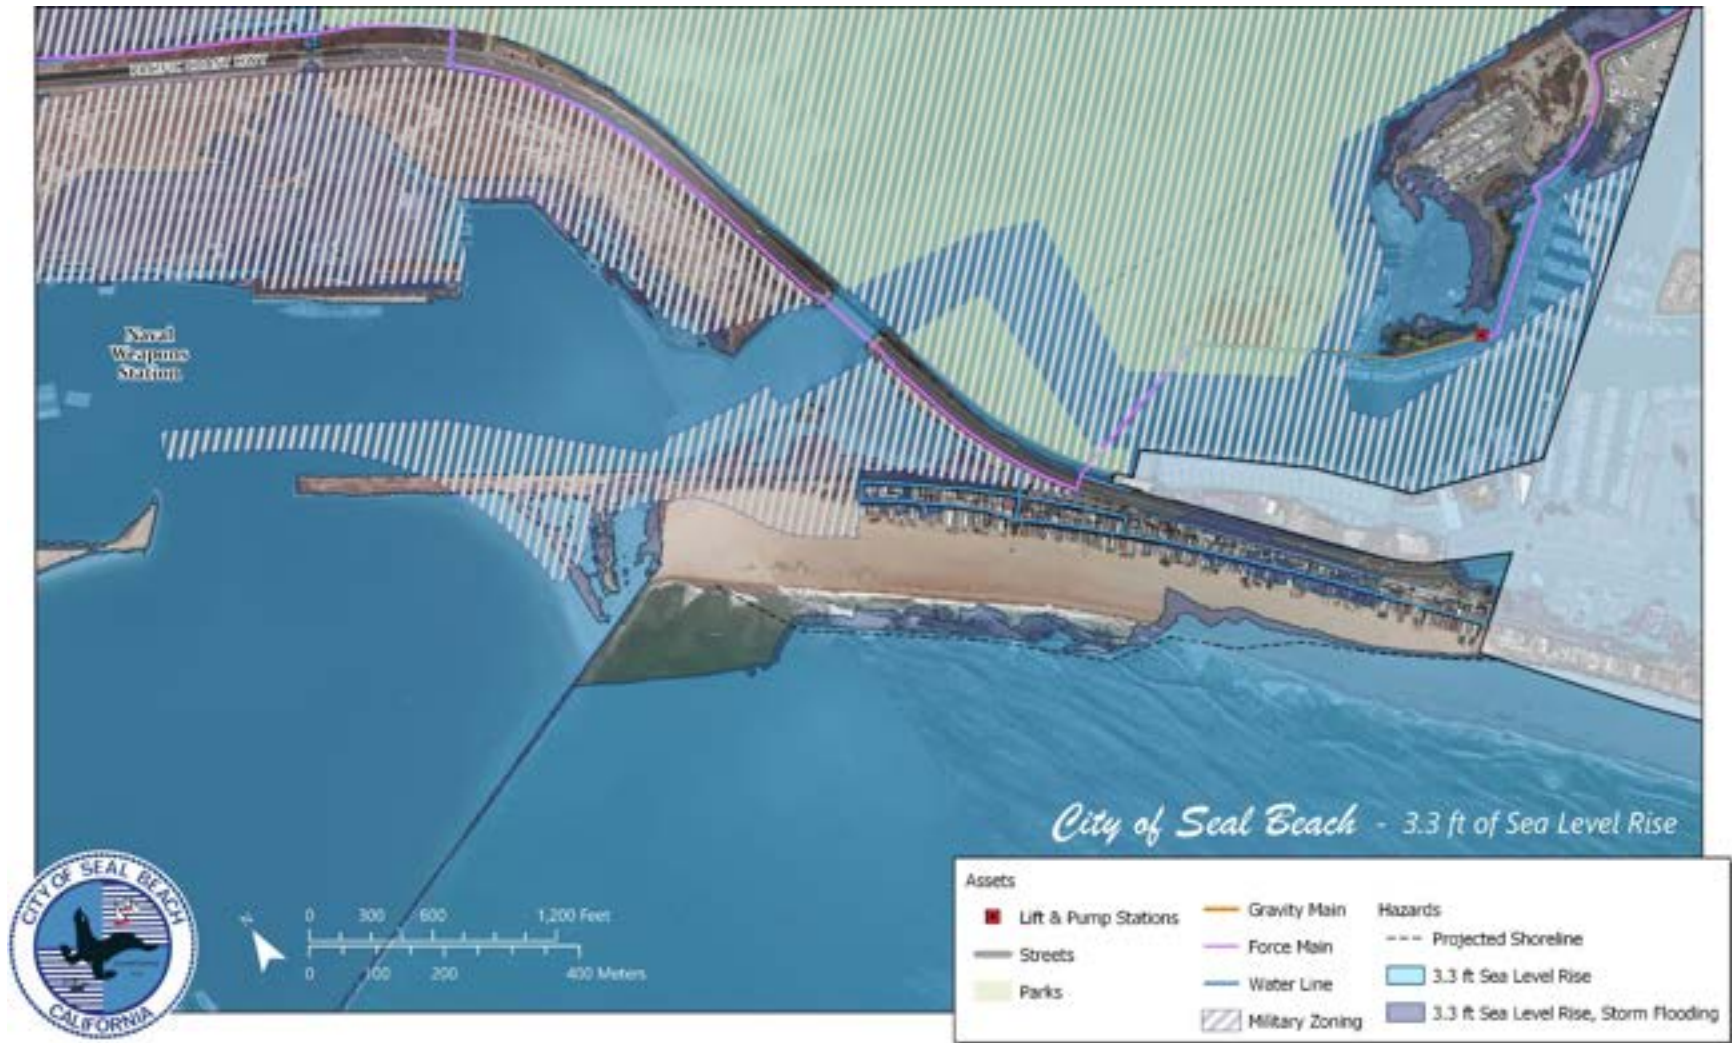 PACIFIC COAST HWY
Naval
Weapons
Station
City of Seal Beach - 3.3 ft of Sea Level Rise
CITY OF SEAL BEACH
CALIFORNIA
0 300 600 1,200 Feet
0 100 200 400 Meters
Assets
Lift & Pump Stations
Streets
Parks
Gravity Main
Force Main
Water Line
Military Zoning
Hazards
Projected Shoreline
3.3 ft Sea Level Rise
3.3 ft Sea Level Rise, Storm Flooding